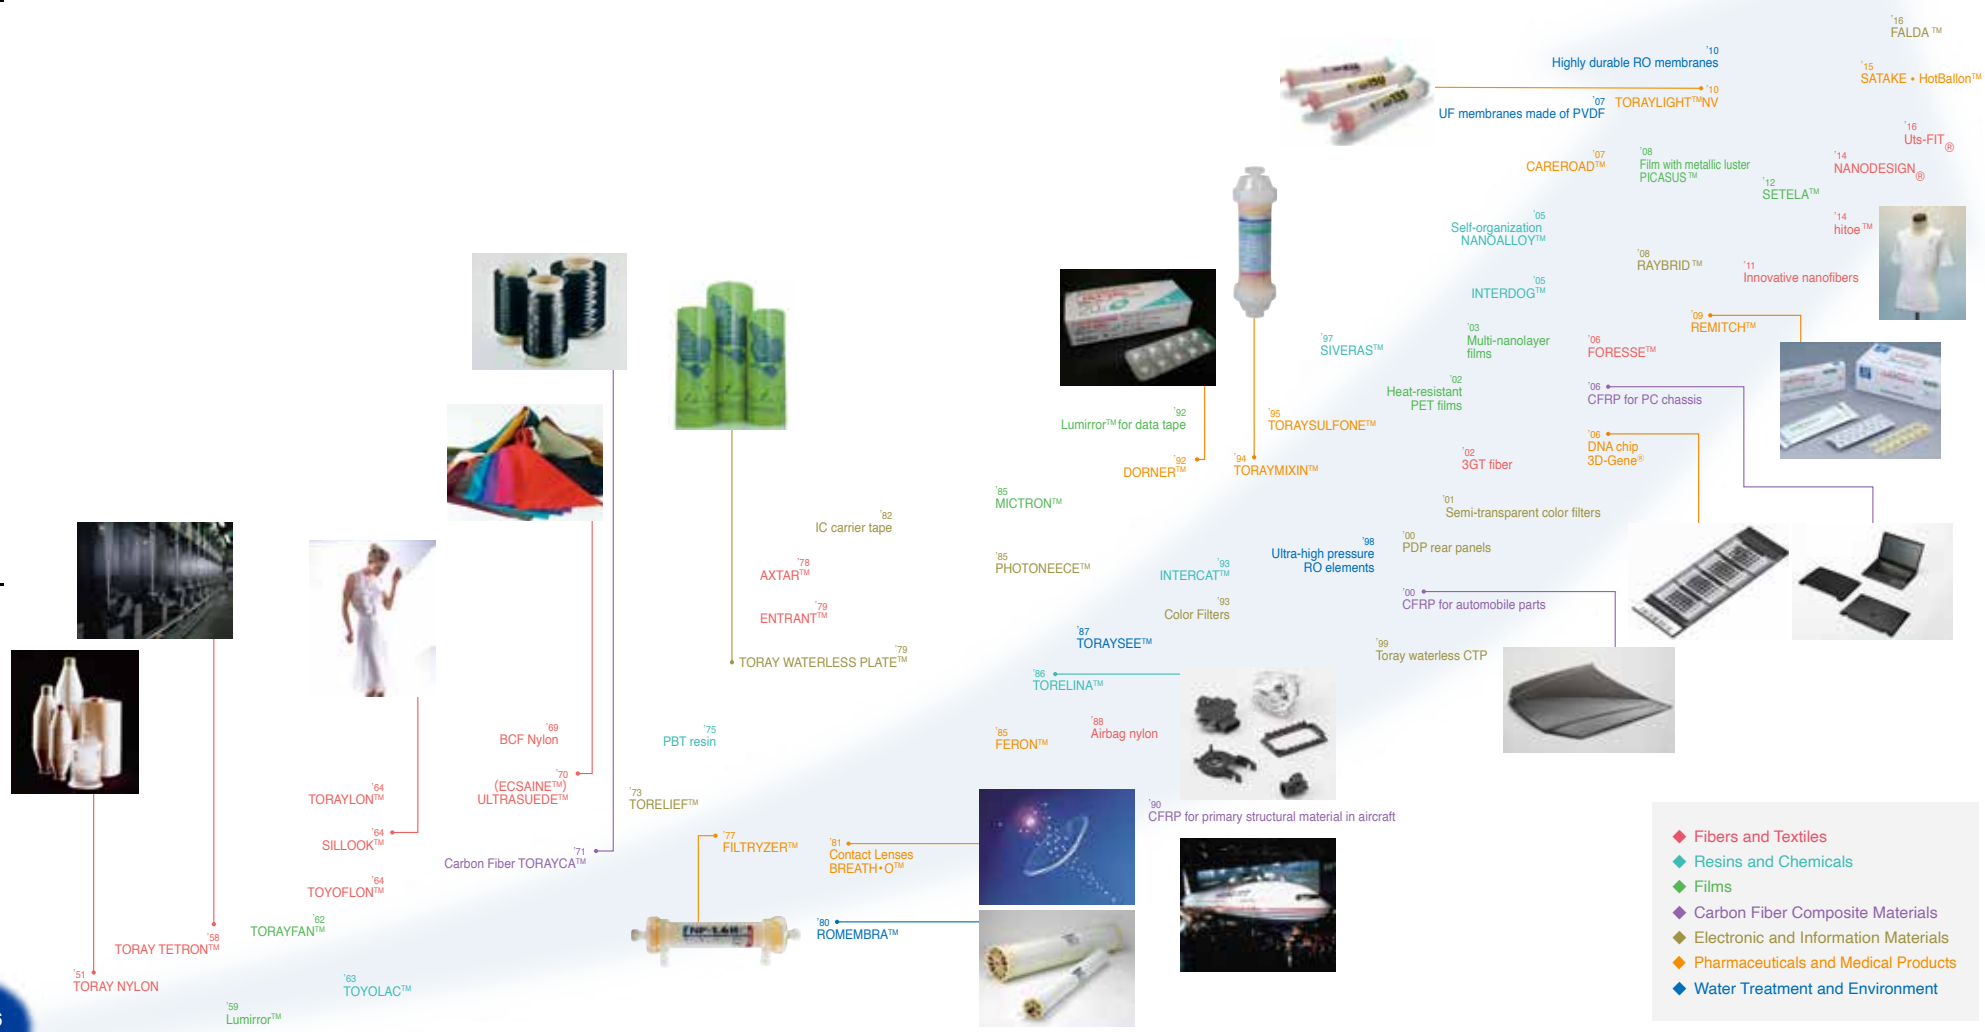 '16
FALDA™
'15
SATAKE • HotBallon™
'10
Highly durable RO membranes
'10
TORAYLIGHT™NV
'07
UF membranes made of PVDF
'16
Uts-FIT®
'14
NANODESIGN®
'07
CAREROAD™
'08
Film with metallic luster
PICASUS™
'12
SETELA™
'14
hitoe™
'05
Self-organization
NANOALLOY™
'08
RAYBRID™
'11
Innovative nanofibers
'05
INTERDOG™
'09
REMITCH™
'03
Multi-nanolayer
films
'97
SIVERAS™
'06
FORESSE™
'02
Heat-resistant
PET films
'06
CFRP for PC chassis
'92
Lumirror™ for data tape
'95
TORAYSULFONE™
'06
DNA chip
3D-Gene®
'92
DORNER™
'94
TORAYMIXIN™
'02
3GT fiber
'85
MICTRON™
'01
Semi-transparent color filters
'82
IC carrier tape
'00
PDP rear panels
'98
Ultra-high pressure
RO elements
'85
PHOTONEECE™
'93
INTERCAT™
'78
AXTAR™
'00
CFRP for automobile parts
'93
Color Filters
'79
ENTRANT™
'87
TORAYSEE™
'99
Toray waterless CTP
'79
TORAY WATERLESS PLATE™
'86
TORELINA™
'88
Airbag nylon
'85
FERON™
'69
BCF Nylon
'75
PBT resin
'70
(ECSAINE™)
ULTRASUEDE™
'64
TORAYLON™
'73
TORELIEF™
'90
CFRP for primary structural material in aircraft
'64
SILLOOK™
'77
FILTRYZER™
'81
Contact Lenses
BREATH•O™
'71
Carbon Fiber TORAYCA™
'64
TOYOFLON™
'62
TORAYFAN™
'80
ROMEMBRA™
'58
TORAY TETRON™
'51
TORAY NYLON
'63
TOYOLAC™
'59
Lumirror™
NF-1.6H
Fibers and Textiles
Resins and Chemicals
Films
Carbon Fiber Composite Materials
Electronic and Information Materials
Pharmaceuticals and Medical Products
Water Treatment and Environment